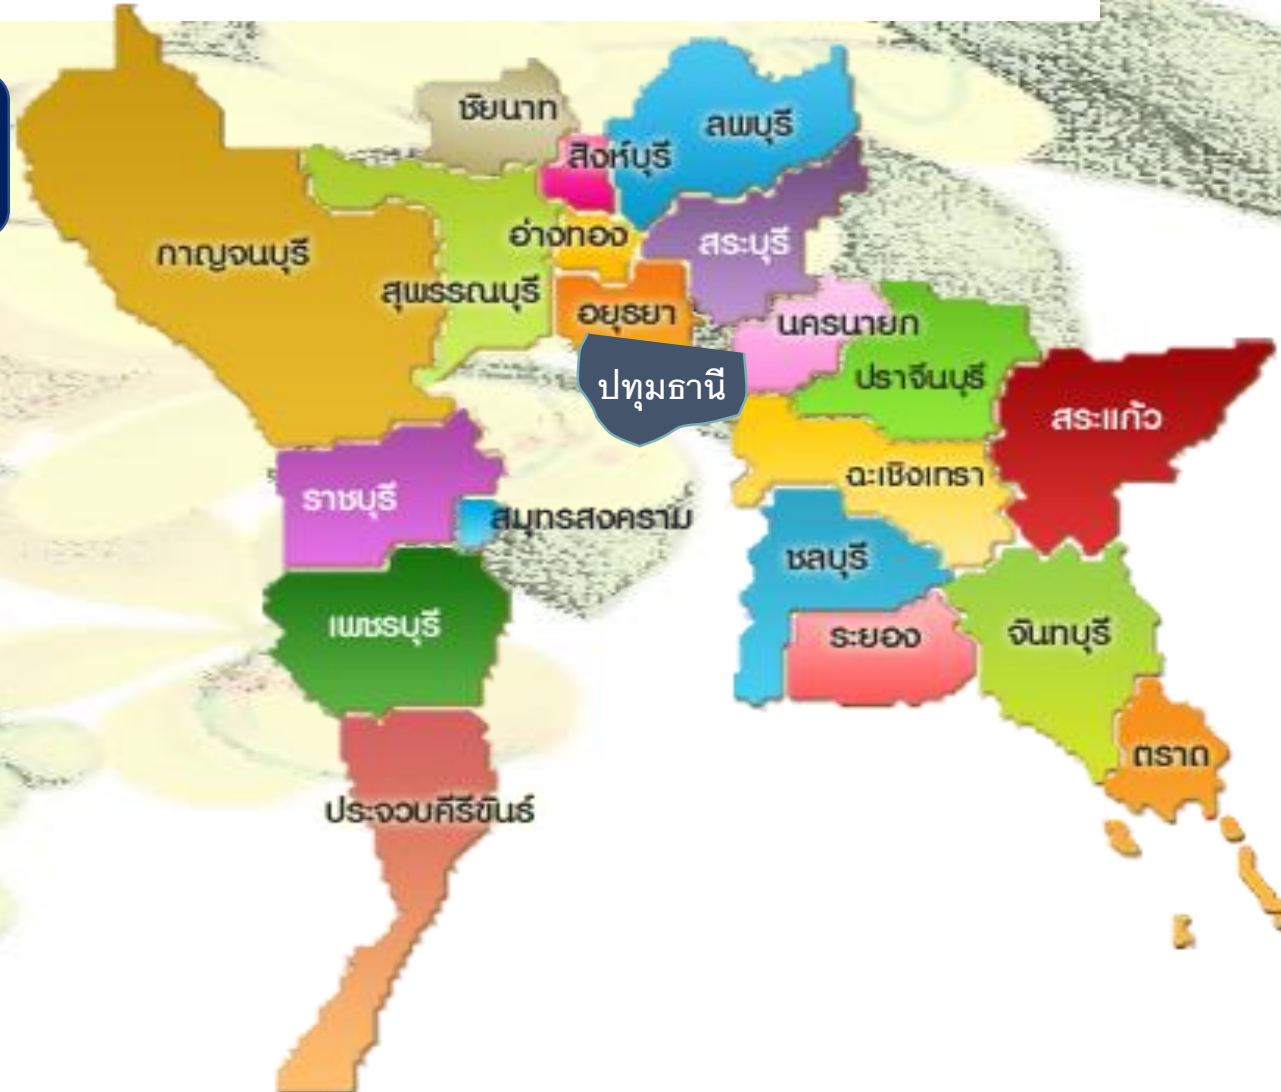 ชัยนาท
ลพบุรี
สิงห์บุรี
กาญจนบุรี
อ่างทอง
สระบุรี
สุพรรณบุรี
อยุธยา
นครนายก
ปทุมธานี
ปราจีนบุรี
สระแก้ว
ฉะเชิงเทรา
ราชบุรี
สมุทรสงคราม
ชลบุรี
เพชรบุรี
ระยอง
จันทบุรี
ตราด
ประจวบคีรีขันธ์